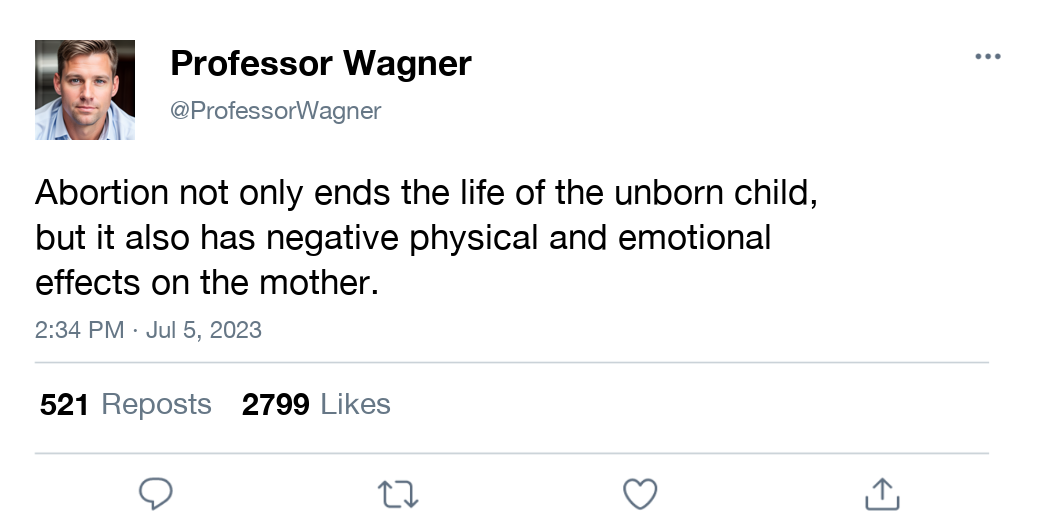 Professor Wagner
@ProfessorWagner
Abortion not only ends the life of the unborn child,
but it also has negative physical and emotional
effects on the mother.
2:34 PM · Jul 5, 2023
521 Reposts 2799 Likes